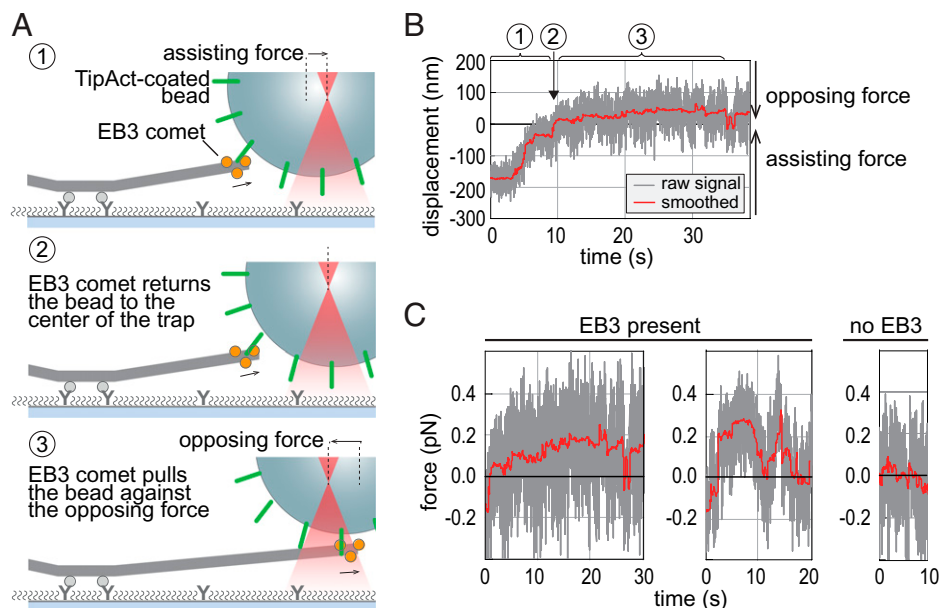 A
①
assisting force
TipAct-coated
bead
EB3 comet
②
EB3 comet returns
the bead to the
center of the trap
③
opposing force
EB3 comet pulls
the bead against
the opposing force
B
① ② ③
displacement (nm)
200
100
0
-100
-200
-300
0 10 20 30
time (s)
raw signal
smoothed
opposing force
assisting force
C
EB3 present
no EB3
force (pN)
0.4
0.2
0.0
-0.2
0 10 20 30
time (s)
0.4
0.2
0.0
-0.2
0 10 20
time (s)
0.4
0.2
0.0
-0.2
0 10
time (s)